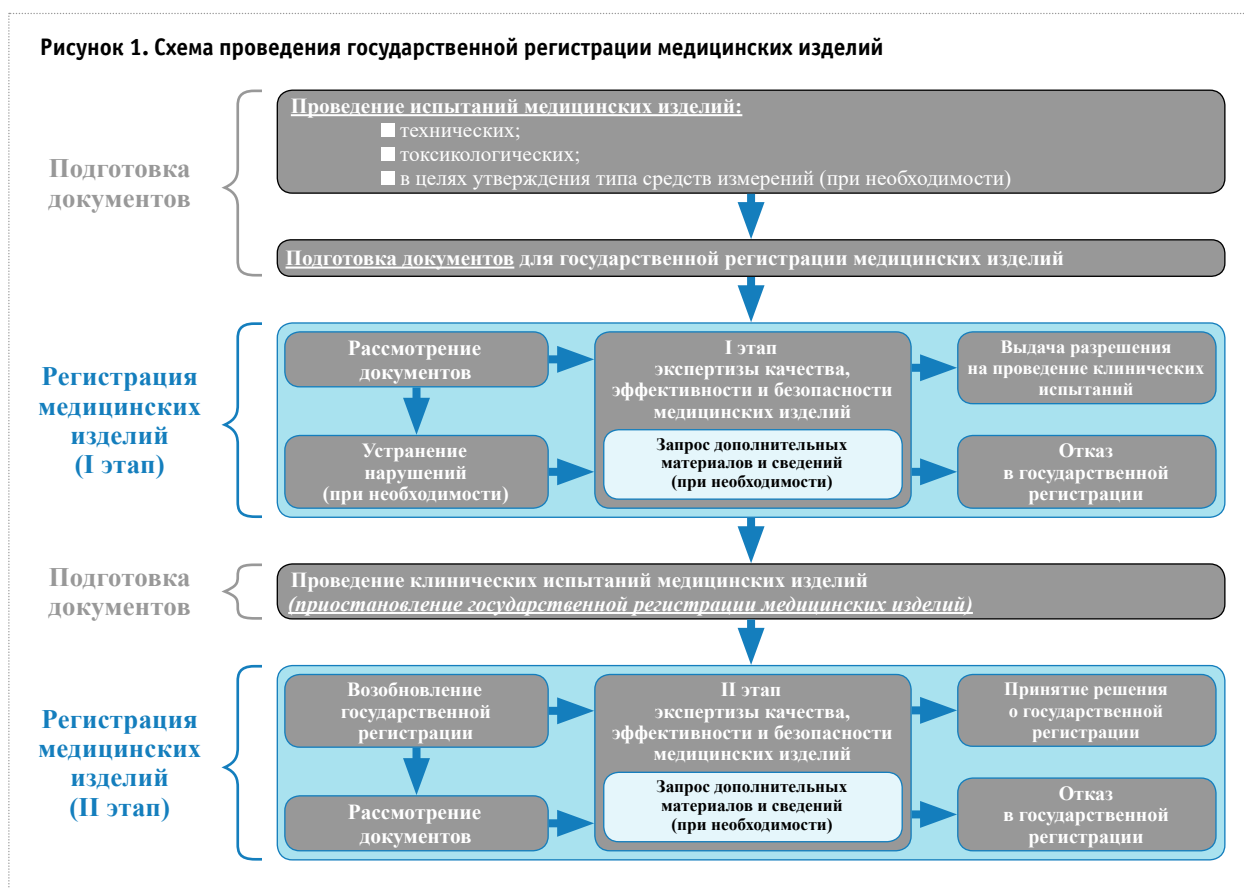 Рисунок 1. Схема проведения государственной регистрации медицинских изделий
Подготовка
документов
Проведение испытаний медицинских изделий:
технических;
токсикологических;
в целях утверждения типа средств измерений (при необходимости)
Подготовка документов для государственной регистрации медицинских изделий
Регистрация
медицинских
изделий
(I этап)
Рассмотрение
документов
Устранение
нарушений
(при необходимости)
I этап
экспертизы качества,
эффективности и безопасности
медицинских изделий
Запрос дополнительных
материалов и сведений
(при необходимости)
Выдача разрешения
на проведение клинических
испытаний
Отказ
в государственной
регистрации
Подготовка
документов
Проведение клинических испытаний медицинских изделий
(приостановление государственной регистрации медицинских изделий)
Регистрация
медицинских
изделий
(II этап)
Возобновление
государственной
регистрации
Рассмотрение
документов
II этап
экспертизы качества,
эффективности и безопасности
медицинских изделий
Запрос дополнительных
материалов и сведений
(при необходимости)
Принятие решения
о государственной
регистрации
Отказ
в государственной
регистрации